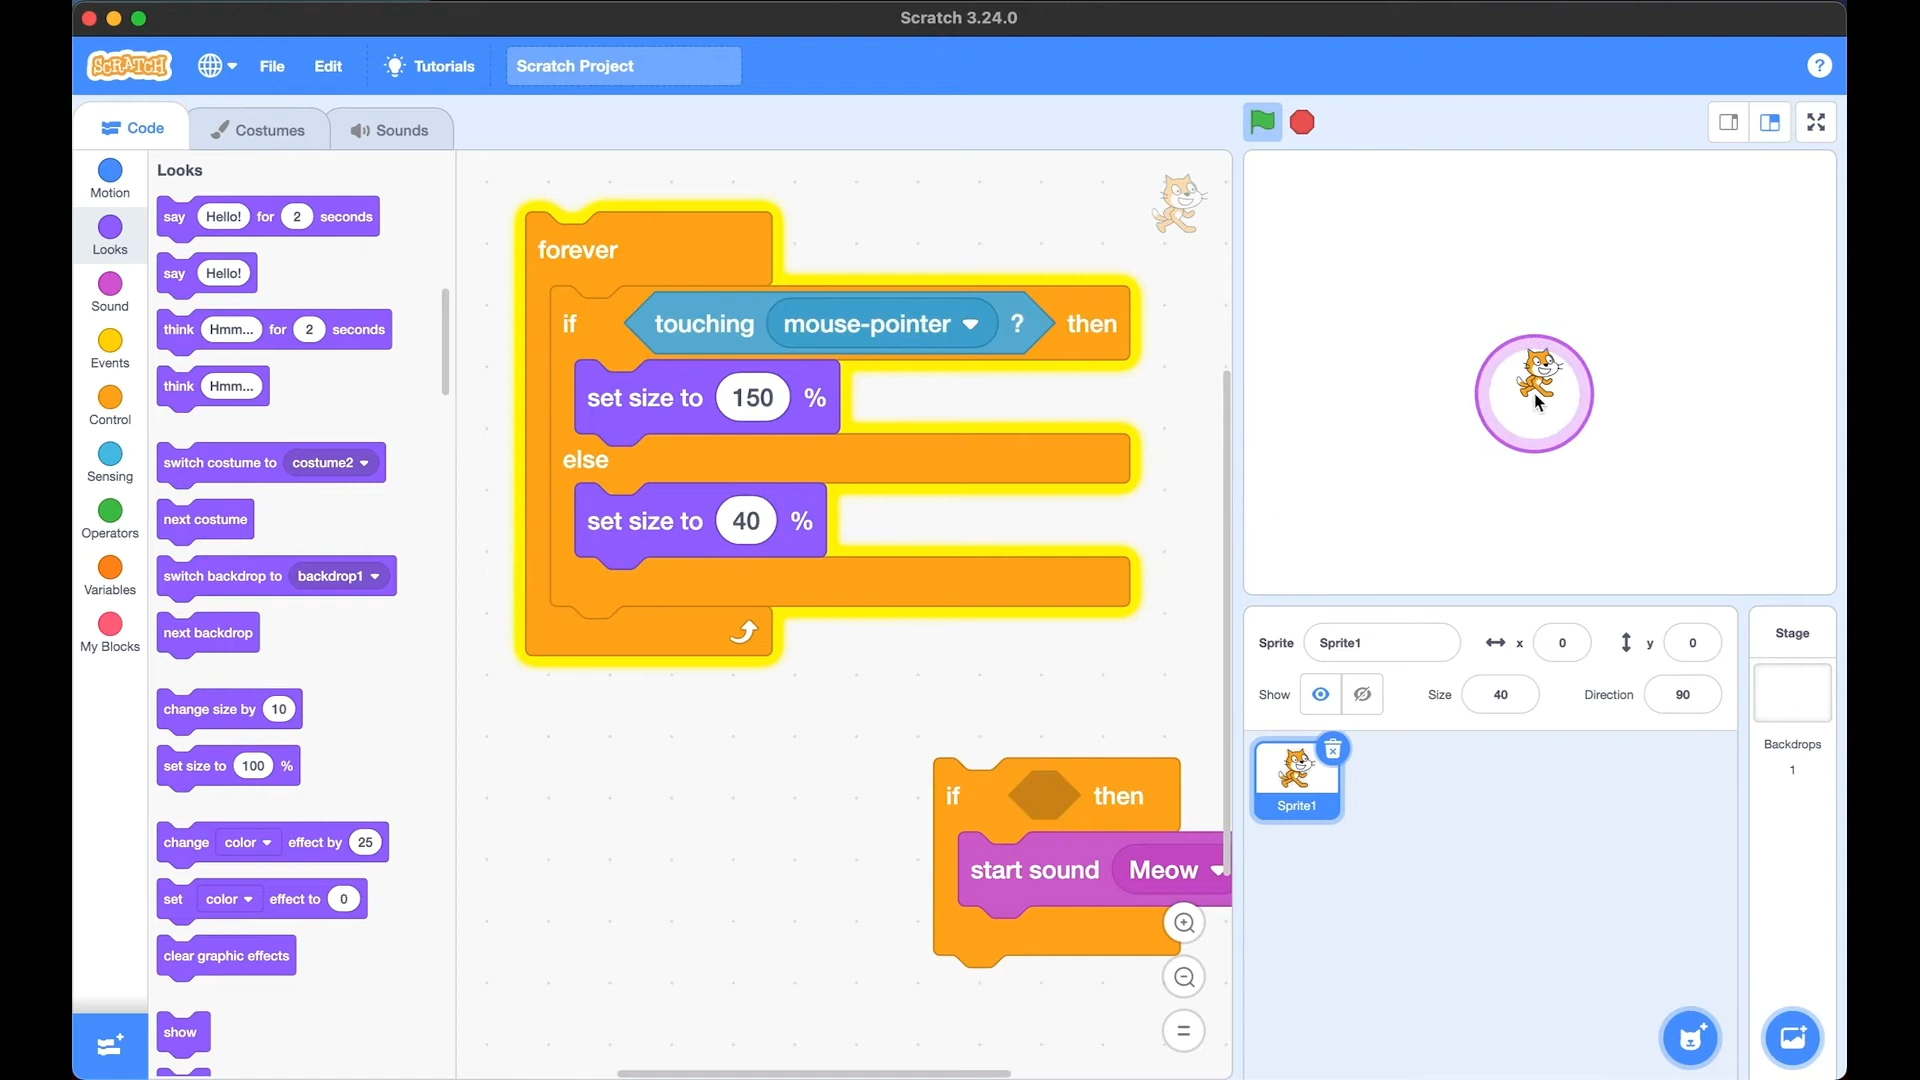 Scratch 3.24.0
SCRATCH File Edit Tutorials Scratch Project ?
Code Costumes Sounds
Motion
Looks
Sound
Events
Control
Sensing
Operators
Variables
My Blocks
Looks
say Hello! for 2 seconds
say Hello!
think Hmm... for 2 seconds
think Hmm...
switch costume to costume2
next costume
switch backdrop to backdrop1
next backdrop
change size by 10
set size to 100 %
change color effect by 25
set color effect to 0
clear graphic effects
show
forever
if touching mouse-pointer ? then
set size to 150 %
else
set size to 40 %
if then
start sound Meow
Sprite Sprite1 x 0 y 0
Show Size 40 Direction 90
Sprite1
Stage
Backdrops
1